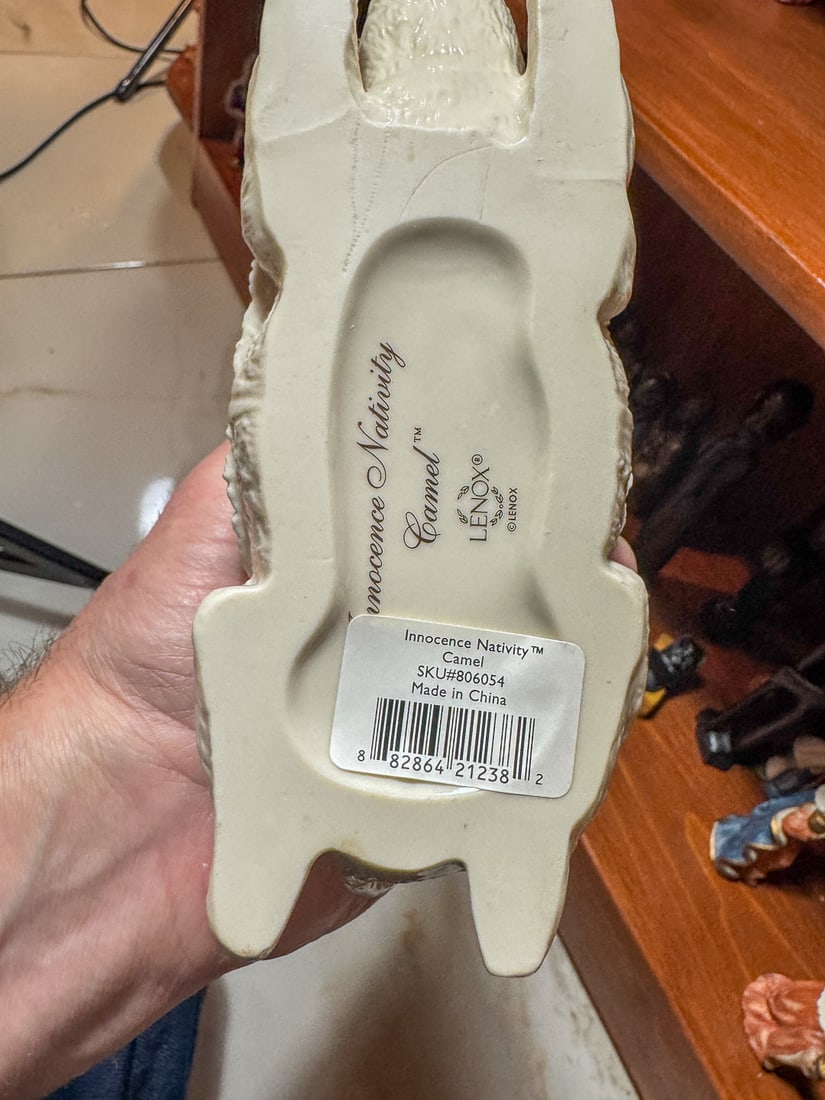 Innocence Nativity
Camel™
LENOX®
©LENOX
Innocence Nativity™
Camel
SKU#806054
Made in China
8 82864 21238 2